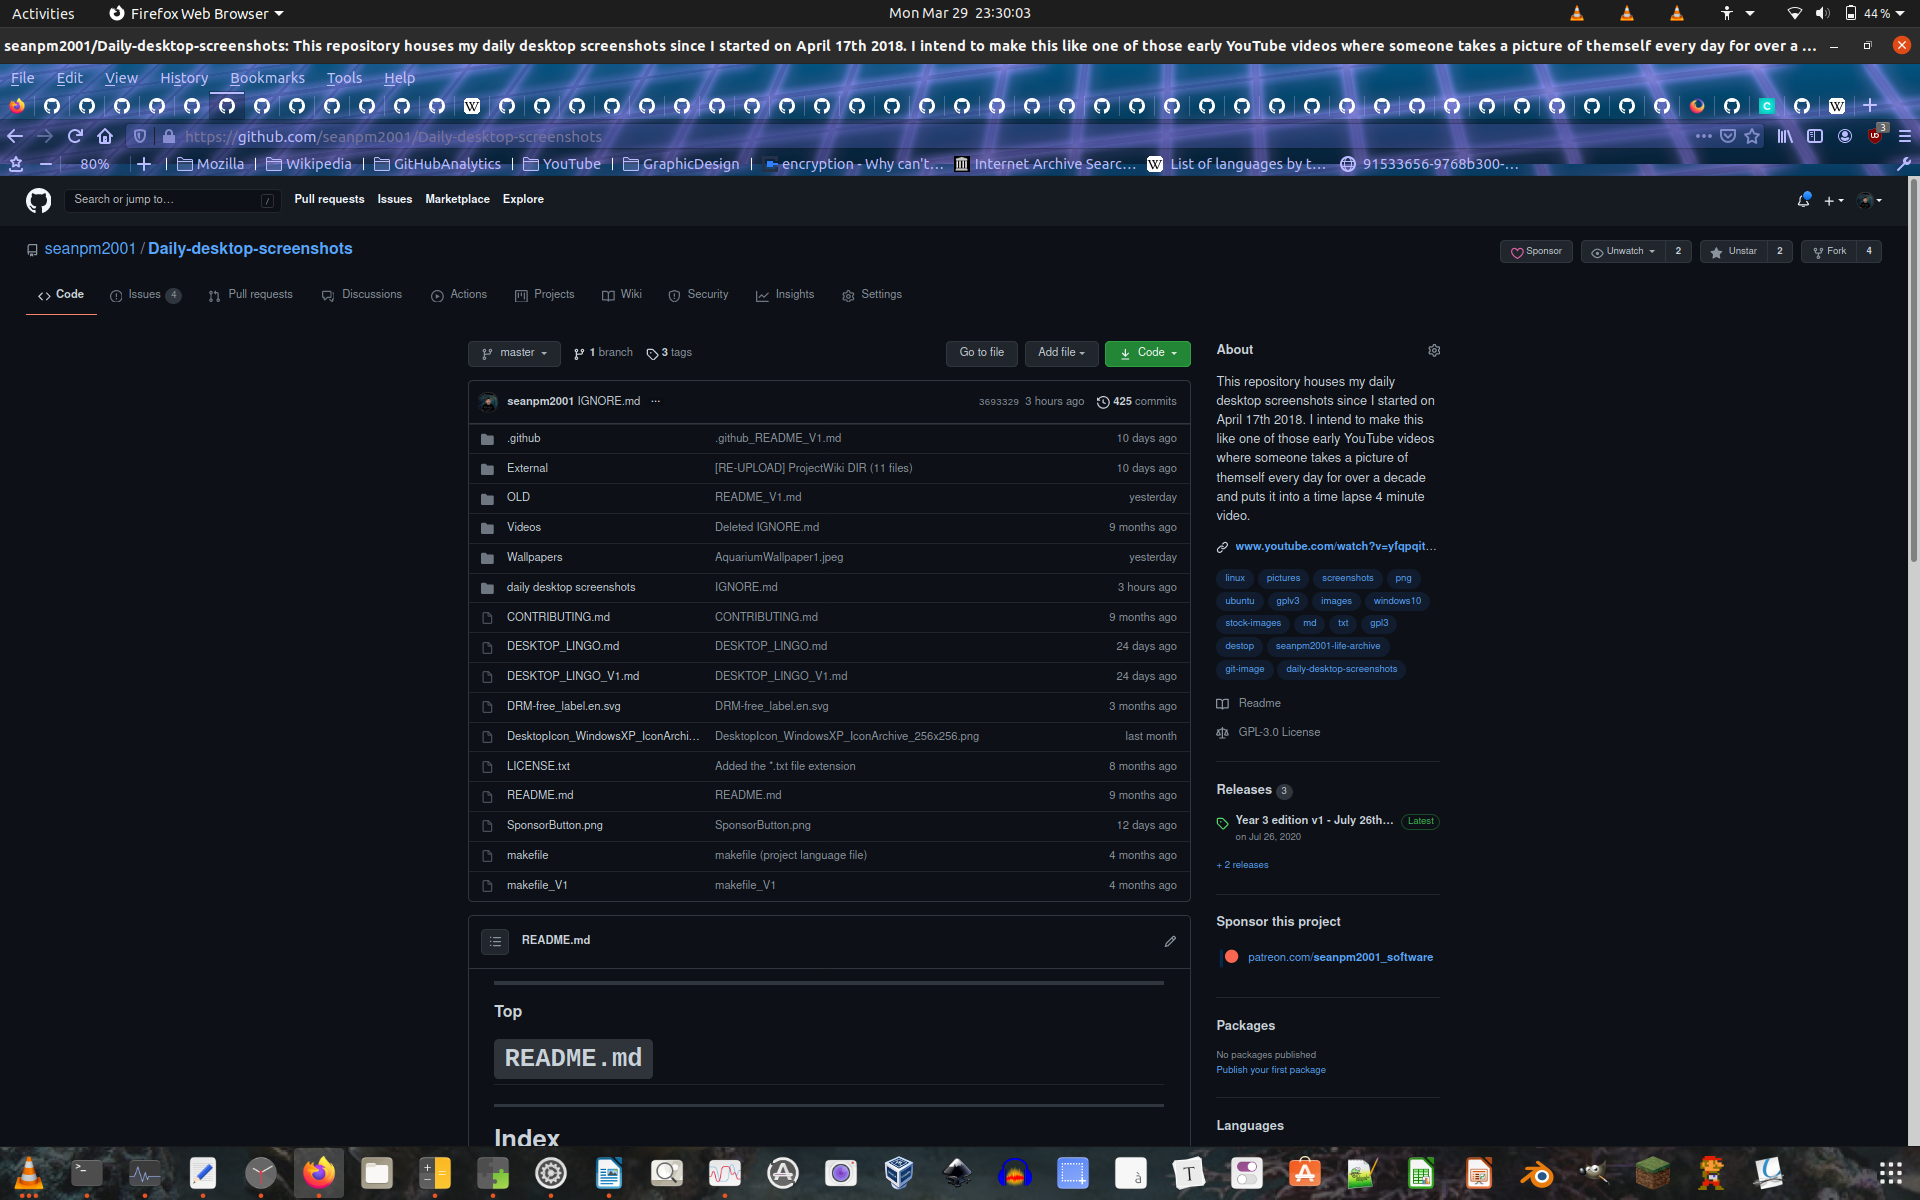 Activities Firefox Web Browser Mon Mar 29 23:30:03 44 %
seanpm2001/Daily-desktop-screenshots: This repository houses my daily desktop screenshots since I started on April 17th 2018. I intend to make this like one of those early YouTube videos where someone takes a picture of themself every day for over a ...
File Edit View History Bookmarks Tools Help
https://github.com/seanpm2001/Daily-desktop-screenshots 3
80% Mozilla Wikipedia GitHubAnalytics YouTube GraphicDesign encryption - Why can't... Internet Archive Searc... List of languages by t... 91533656-9768b300-...
Search or jump to... / Pull requests Issues Marketplace Explore
seanpm2001 / Daily-desktop-screenshots Sponsor Unwatch 2 Unstar 2 Fork 4
Code Issues 4 Pull requests Discussions Actions Projects Wiki Security Insights Settings
master 1 branch 3 tags Go to file Add file Code
seanpm2001 IGNORE.md ... 3693329 3 hours ago 425 commits
.github .github_README_V1.md 10 days ago
External [RE-UPLOAD] ProjectWiki DIR (11 files) 10 days ago
OLD README_V1.md yesterday
Videos Deleted IGNORE.md 9 months ago
Wallpapers AquariumWallpaper1.jpeg yesterday
daily desktop screenshots IGNORE.md 3 hours ago
CONTRIBUTING.md CONTRIBUTING.md 9 months ago
DESKTOP_LINGO.md DESKTOP_LINGO.md 24 days ago
DESKTOP_LINGO_V1.md DESKTOP_LINGO_V1.md 24 days ago
DRM-free_label.en.svg DRM-free_label.en.svg 3 months ago
DesktopIcon_WindowsXP_IconArchi... DesktopIcon_WindowsXP_IconArchive_256x256.png last month
LICENSE.txt Added the *.txt file extension 8 months ago
README.md README.md 9 months ago
SponsorButton.png SponsorButton.png 12 days ago
makefile makefile (project language file) 4 months ago
makefile_V1 makefile_V1 4 months ago
README.md
Top
README.md
Index
About
This repository houses my daily
desktop screenshots since I started on
April 17th 2018. I intend to make this
like one of those early YouTube videos
where someone takes a picture of
themself every day for over a decade
and puts it into a time lapse 4 minute
video.
www.youtube.com/watch?v=yfqpqit...
linux pictures screenshots png
ubuntu gplv3 images windows10
stock-images md txt gpl3
destop seanpm2001-life-archive
git-image daily-desktop-screenshots
Readme
GPL-3.0 License
Releases 3
Year 3 edition v1 - July 26th... Latest
on Jul 26, 2020
+ 2 releases
Sponsor this project
patreon.com/seanpm2001_software
Packages
No packages published
Publish your first package
Languages